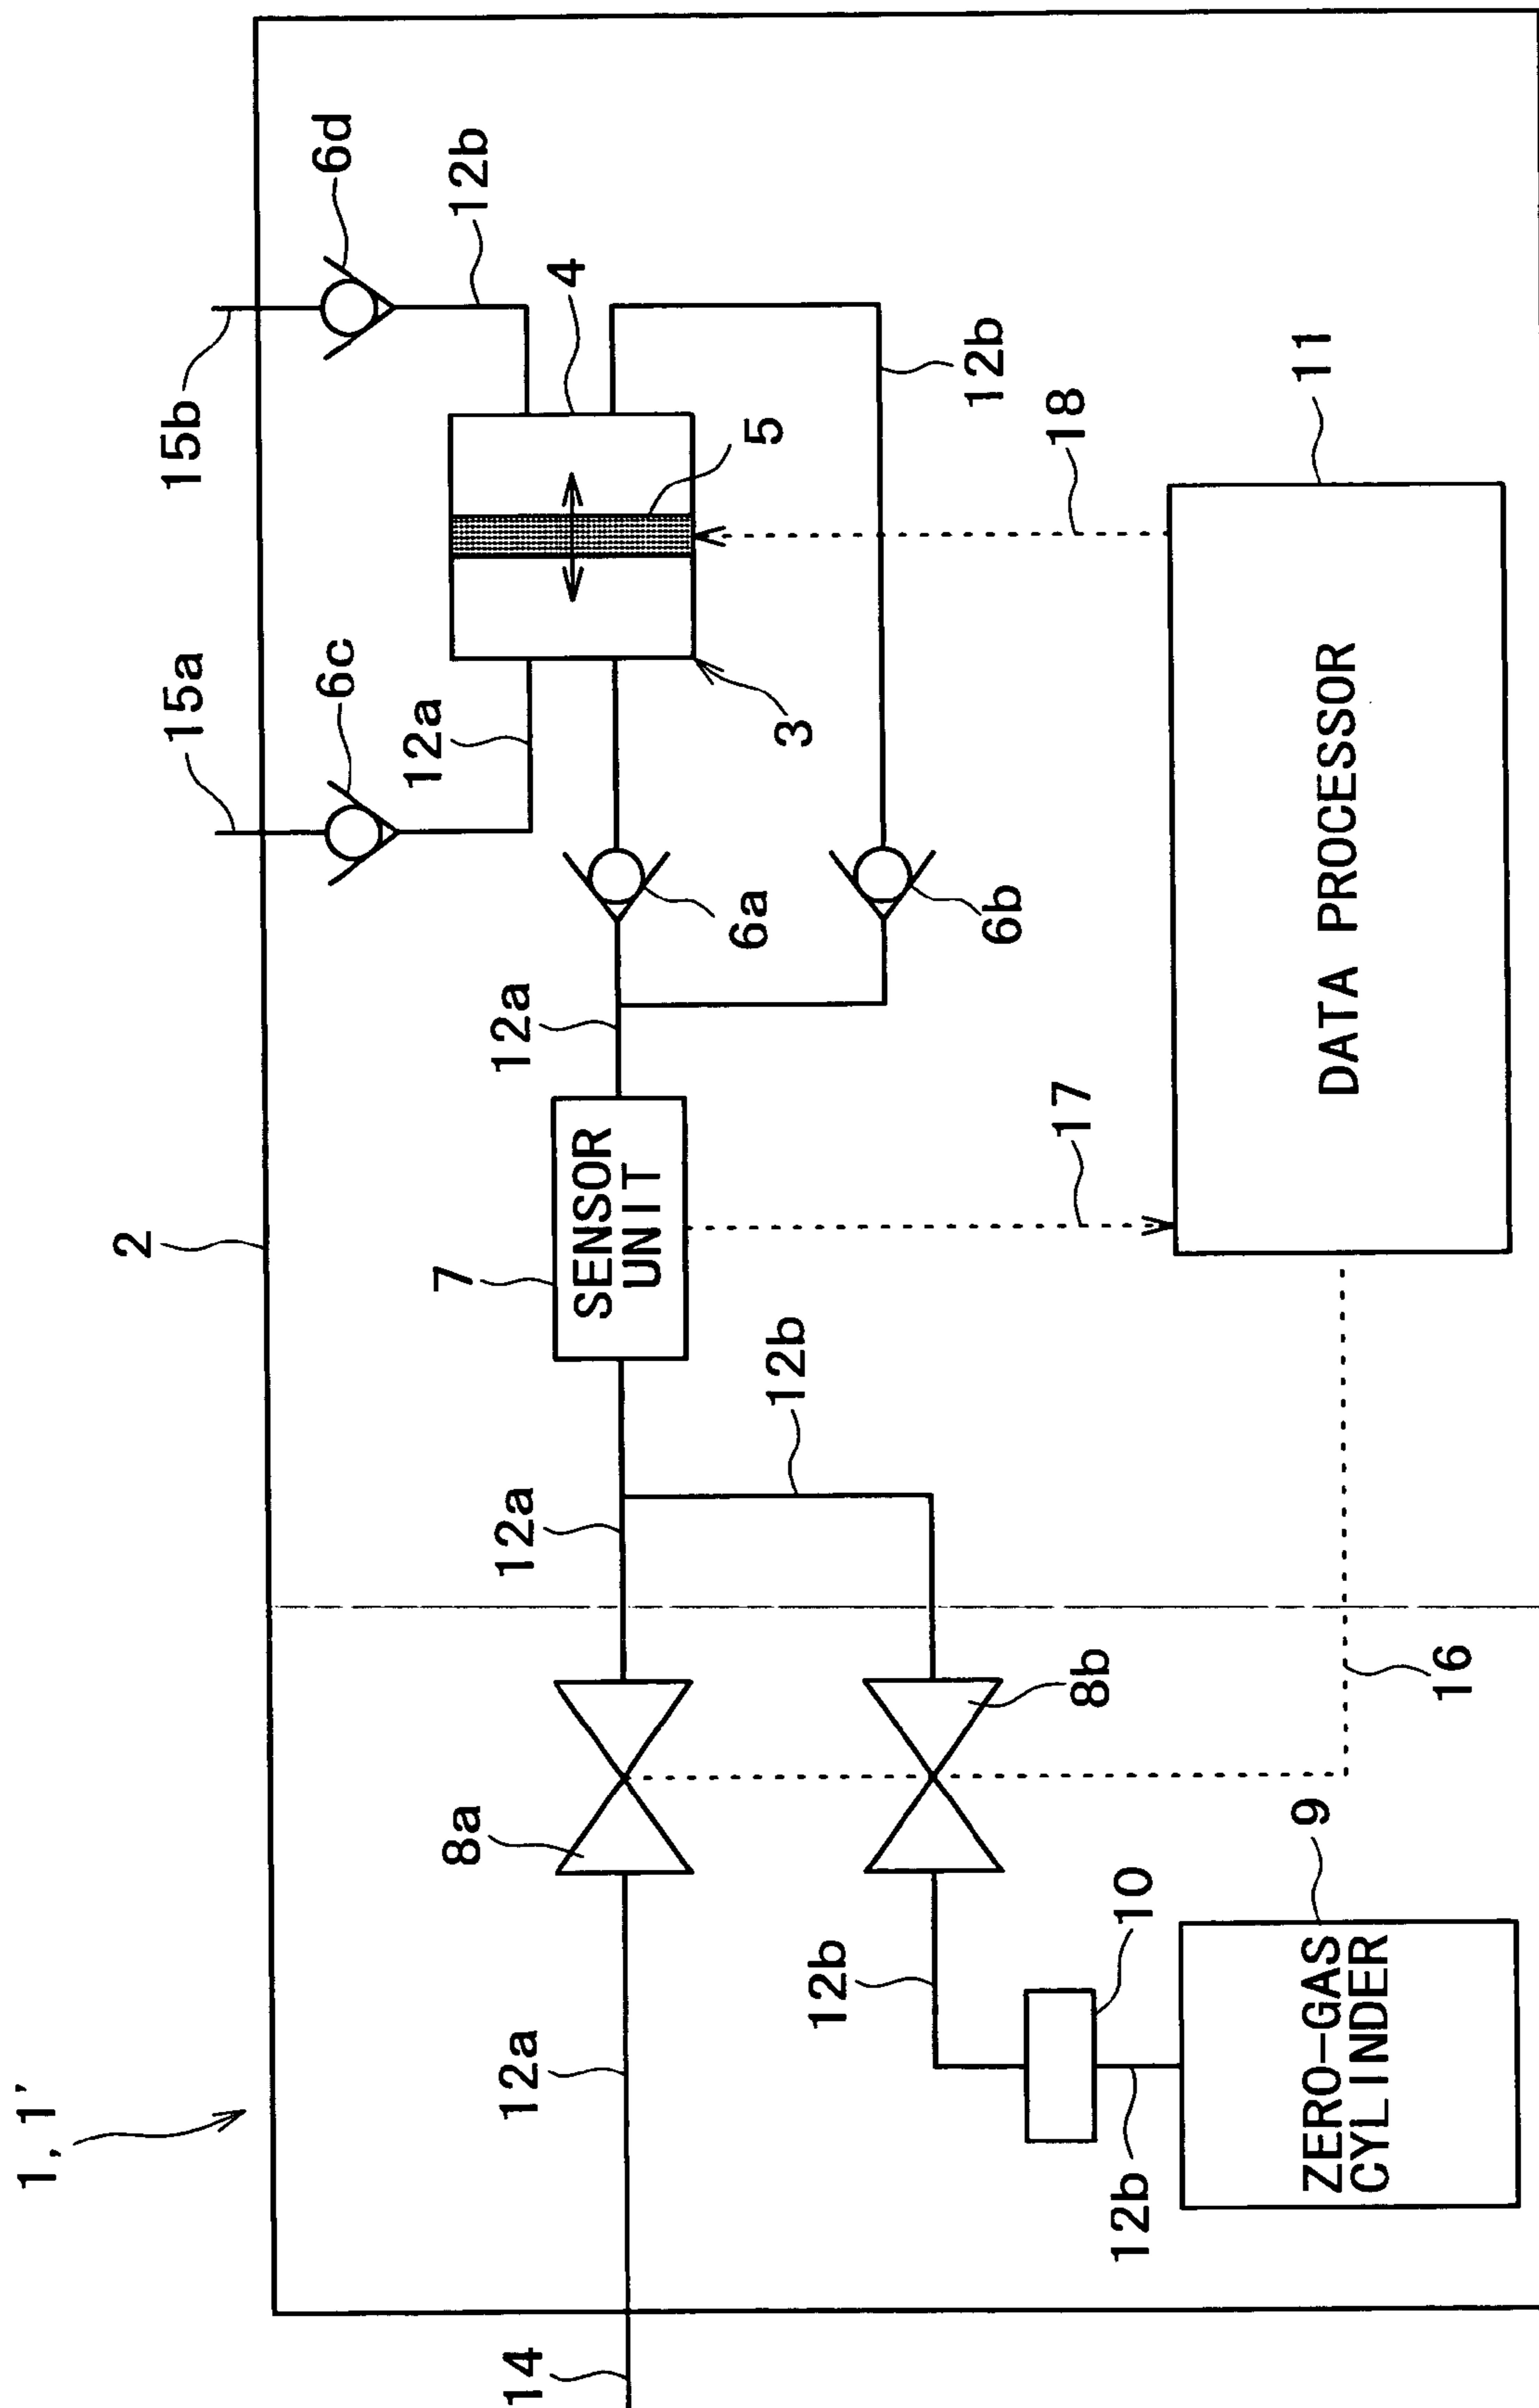 1, 1'
2
15a
15b
6c
6d
12a
12b
4
5
3
7
SENSOR
UNIT
12a
6a
6b
12b
17
18
11
DATA PROCESSOR
14
12a
8a
12a
12b
8b
12b
10
12b
9
ZERO-GAS
CYLINDER
16